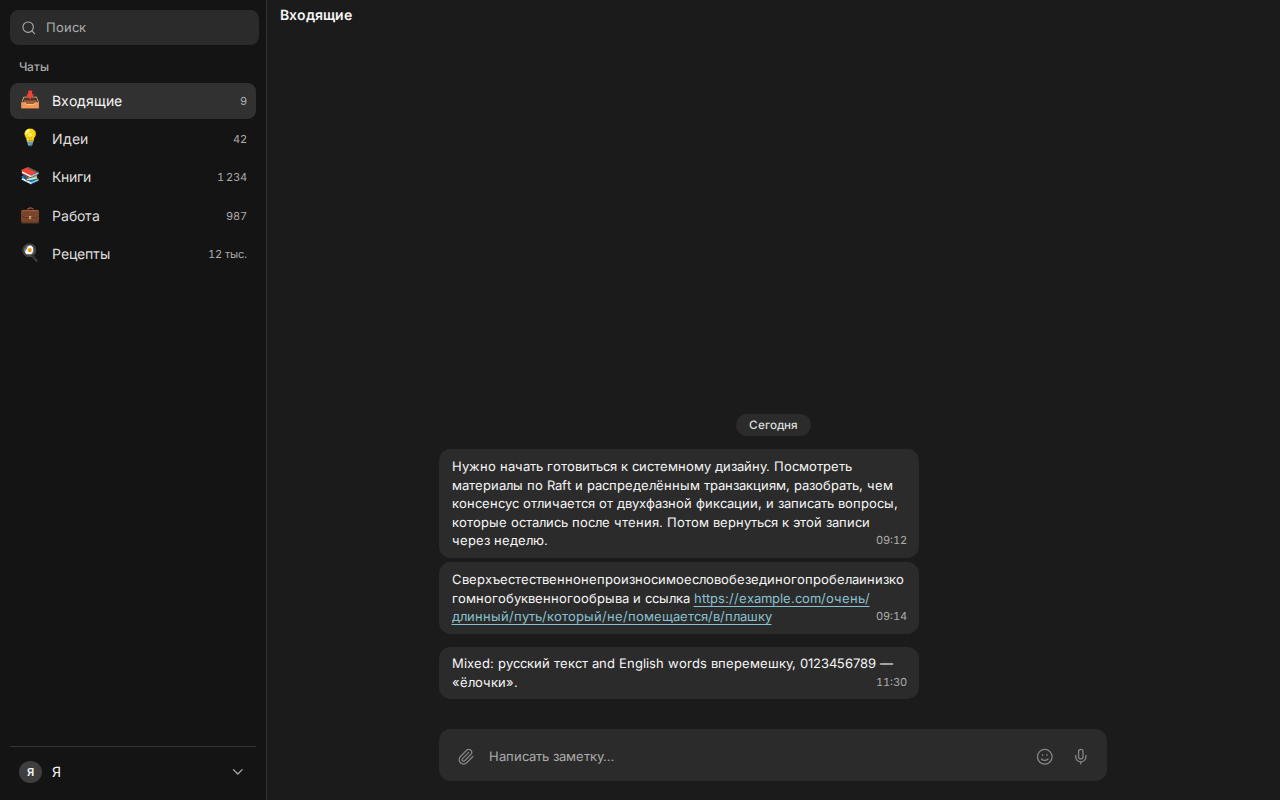 Поиск
Чаты
Входящие 9
Идеи 42
Книги 1 234
Работа 987
Рецепты 12 тыс.
Я Я
Входящие
Сегодня
Нужно начать готовиться к системному дизайну. Посмотреть
материалы по Raft и распределённым транзакциям, разобрать, чем
консенсус отличается от двухфазной фиксации, и записать вопросы,
которые остались после чтения. Потом вернуться к этой записи
через неделю. 09:12
Сверхъестественнонепроизносимоесловобезединогопробелаинизко
гомногобуквенногообрыва и ссылка https://example.com/очень/
длинный/путь/который/не/помещается/в/плашку 09:14
Mixed: русский текст and English words вперемешку, 0123456789 —
«ёлочки». 11:30
Написать заметку...